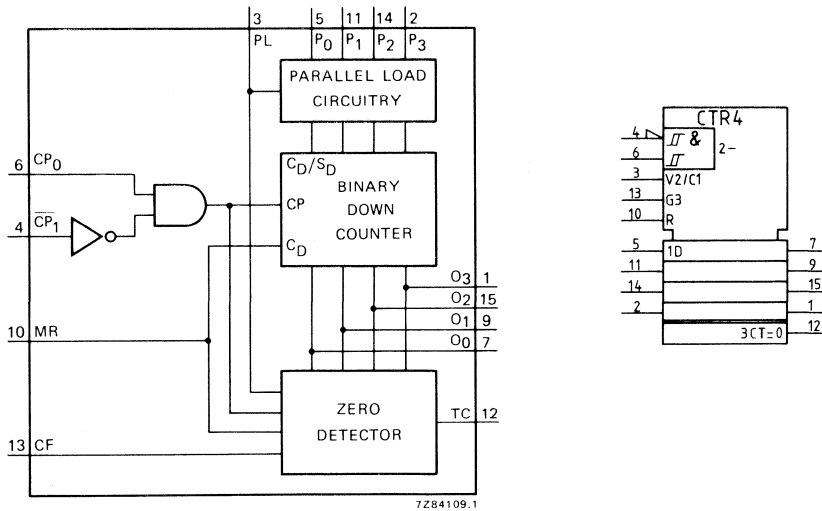 3 5 11 14 2
PL P0 P1 P2 P3
PARALLEL LOAD
CIRCUITRY
6 CP0
4 CP1
CD/SD
CP
CD
BINARY
DOWN
COUNTER
O3 1
O2 15
O1 9
O0 7
10 MR
ZERO
DETECTOR
TC 12
13 CF
7Z84109.1
CTR4
4 &
6 2-
3 V2/C1
13 G3
10 R
5 1D 7
11 9
14 15
2 1
3CT=0 12